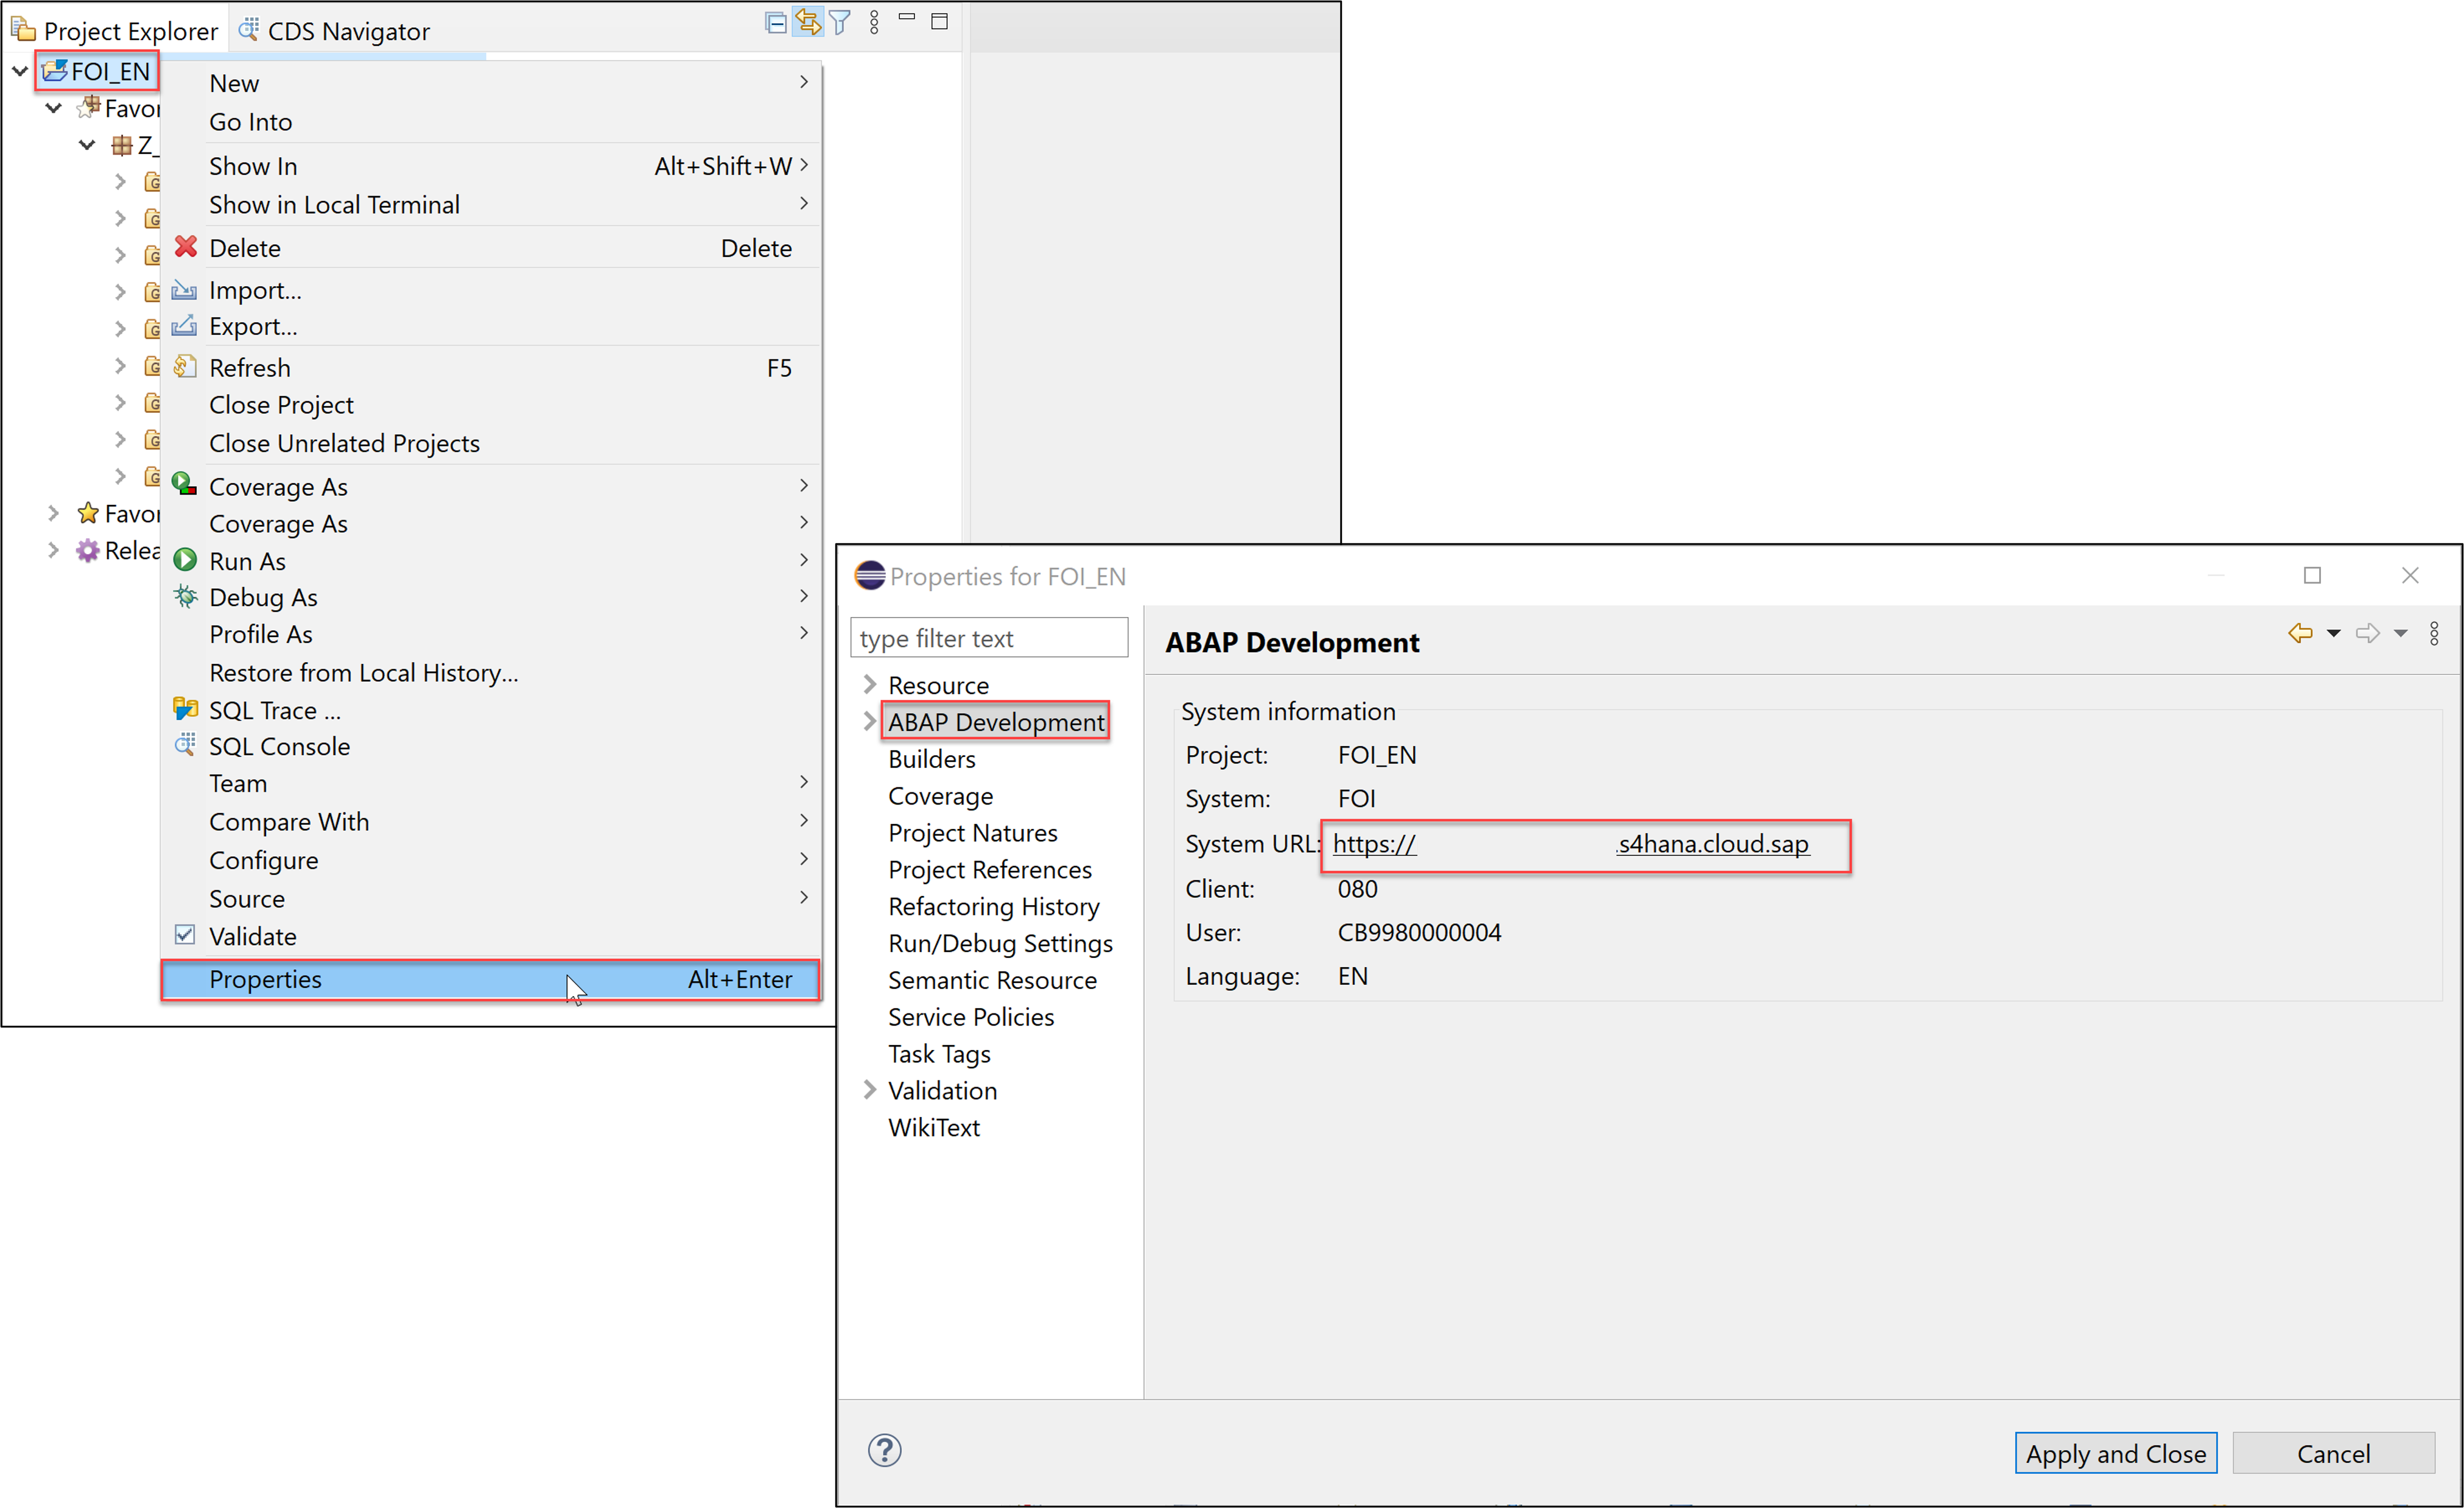 Project Explorer
CDS Navigator
FOI_EN
Favor
Z_
Favor
Relea
New
Go Into
Show In Alt+Shift+W
Show in Local Terminal
Delete Delete
Import...
Export...
Refresh F5
Close Project
Close Unrelated Projects
Coverage As
Coverage As
Run As
Debug As
Profile As
Restore from Local History...
SQL Trace ...
SQL Console
Team
Compare With
Configure
Source
Validate
Properties Alt+Enter
Properties for FOI_EN
type filter text
Resource
ABAP Development
Builders
Coverage
Project Natures
Project References
Refactoring History
Run/Debug Settings
Semantic Resource
Service Policies
Task Tags
Validation
WikiText
ABAP Development
System information
Project: FOI_EN
System: FOI
System URL: https:// .s4hana.cloud.sap
Client: 080
User: CB9980000004
Language: EN
Apply and Close
Cancel